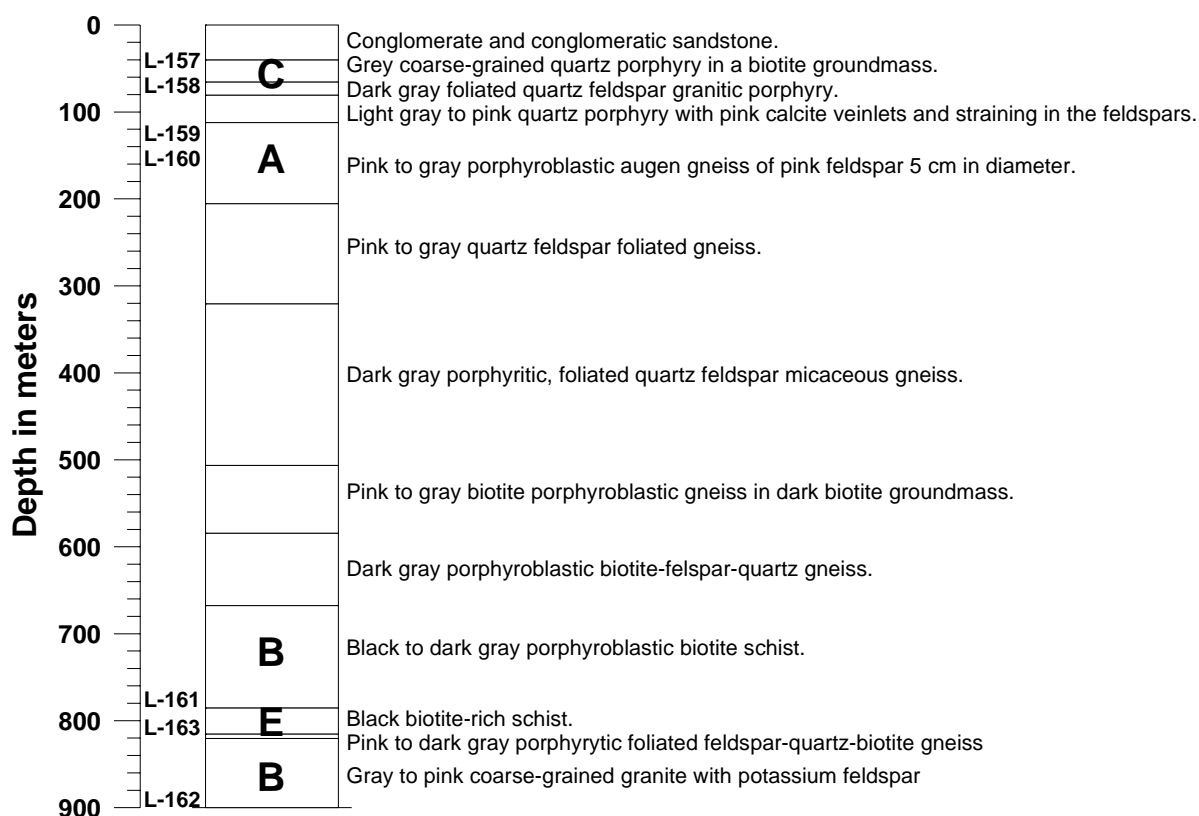 0
Conglomerate and conglomeratic sandstone.
L-157
Grey coarse-grained quartz porphyry in a biotite groundmass.
C
L-158
Dark gray foliated quartz feldspar granitic porphyry.
100
Light gray to pink quartz porphyry with pink calcite veinlets and straining in the feldspars.
L-159
L-160
A
Pink to gray porphyroblastic augen gneiss of pink feldspar 5 cm in diameter.
200
Pink to gray quartz feldspar foliated gneiss.
300
Depth in meters
400
Dark gray porphyritic, foliated quartz feldspar micaceous gneiss.
500
Pink to gray biotite porphyroblastic gneiss in dark biotite groundmass.
600
Dark gray porphyroblastic biotite-felspar-quartz gneiss.
700
B
Black to dark gray porphyroblastic biotite schist.
L-161
800
E
Black biotite-rich schist.
L-163
Pink to dark gray porphyrytic foliated feldspar-quartz-biotite gneiss
B
Gray to pink coarse-grained granite with potassium feldspar
L-162
900